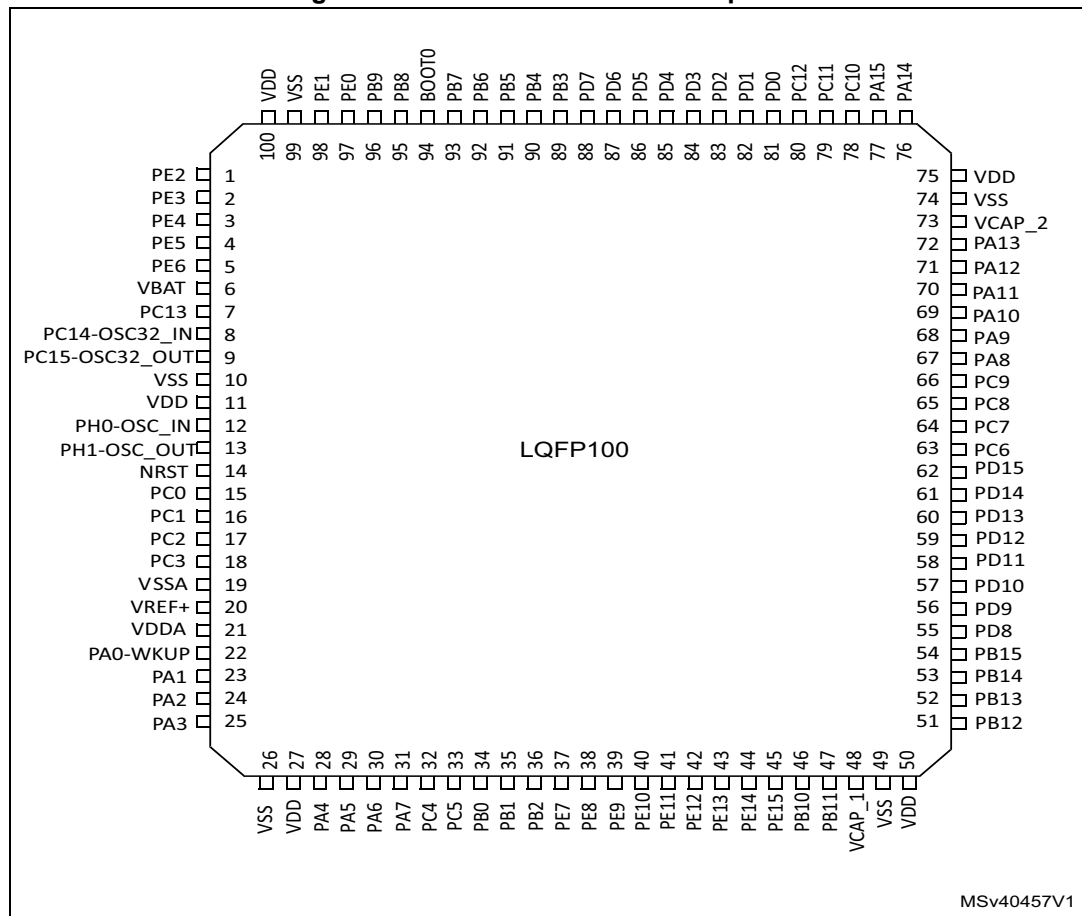 VDD VSS PE1 PE0 PB9 PB8 BOOT0 PB7 PB6 PB5 PB4 PB3 PD7 PD6 PD5 PD4 PD3 PD2 PD1 PD0 PC12 PC11 PC10 PA15 PA14
100 99 98 97 96 95 94 93 92 91 90 89 88 87 86 85 84 83 82 81 80 79 78 77 76
PE2 1 75 VDD
PE3 2 74 VSS
PE4 3 73 VCAP_2
PE5 4 72 PA13
PE6 5 71 PA12
VBAT 6 70 PA11
PC13 7 69 PA10
PC14-OSC32_IN 8 68 PA9
PC15-OSC32_OUT 9 67 PA8
VSS 10 66 PC9
VDD 11 65 PC8
PH0-OSC_IN 12 64 PC7
PH1-OSC_OUT 13 LQFP100 63 PC6
NRST 14 62 PD15
PC0 15 61 PD14
PC1 16 60 PD13
PC2 17 59 PD12
PC3 18 58 PD11
VSSA 19 57 PD10
VREF+ 20 56 PD9
VDDA 21 55 PD8
PA0-WKUP 22 54 PB15
PA1 23 53 PB14
PA2 24 52 PB13
PA3 25 51 PB12
26 27 28 29 30 31 32 33 34 35 36 37 38 39 40 41 42 43 44 45 46 47 48 49 50
VSS VDD PA4 PA5 PA6 PA7 PC4 PC5 PB0 PB1 PB2 PE7 PE8 PE9 PE10 PE11 PE12 PE13 PE14 PE15 PB10 PB11 VCAP_1 VSS VDD
MSv40457V1